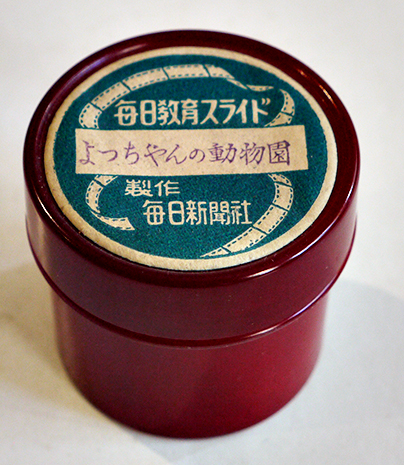 毎日教育スライド
よっちやんの動物園
製作
毎日新聞社